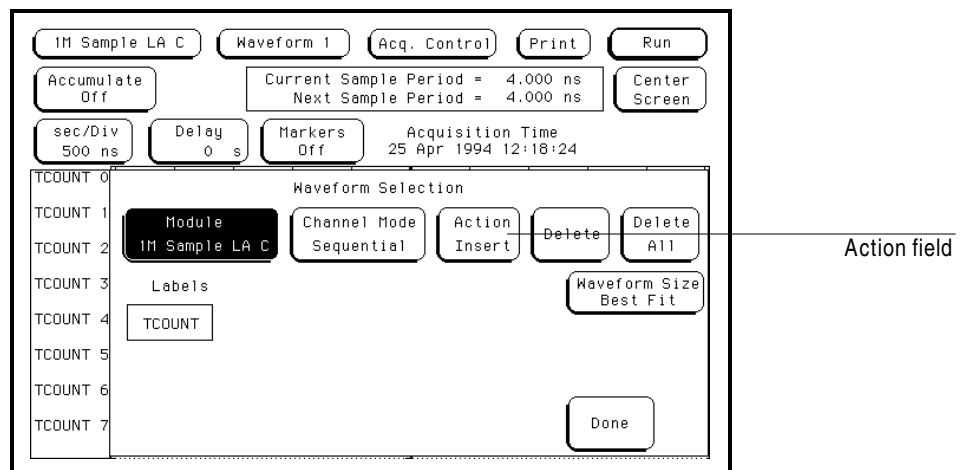 1M Sample LA C Waveform 1 Acq. Control Print Run
Accumulate Off
Current Sample Period = 4.000 ns
Next Sample Period = 4.000 ns
Center Screen
sec/Div 500 ns
Delay 0 s
Markers Off
Acquisition Time
25 Apr 1994 12:18:24
TCOUNT 0
Waveform Selection
TCOUNT 1
Module 1M Sample LA C
Channel Mode Sequential
Action Insert
Delete
Delete All
Action field
TCOUNT 2
TCOUNT 3
Labels
Waveform Size Best Fit
TCOUNT 4
TCOUNT
TCOUNT 5
TCOUNT 6
TCOUNT 7
Done